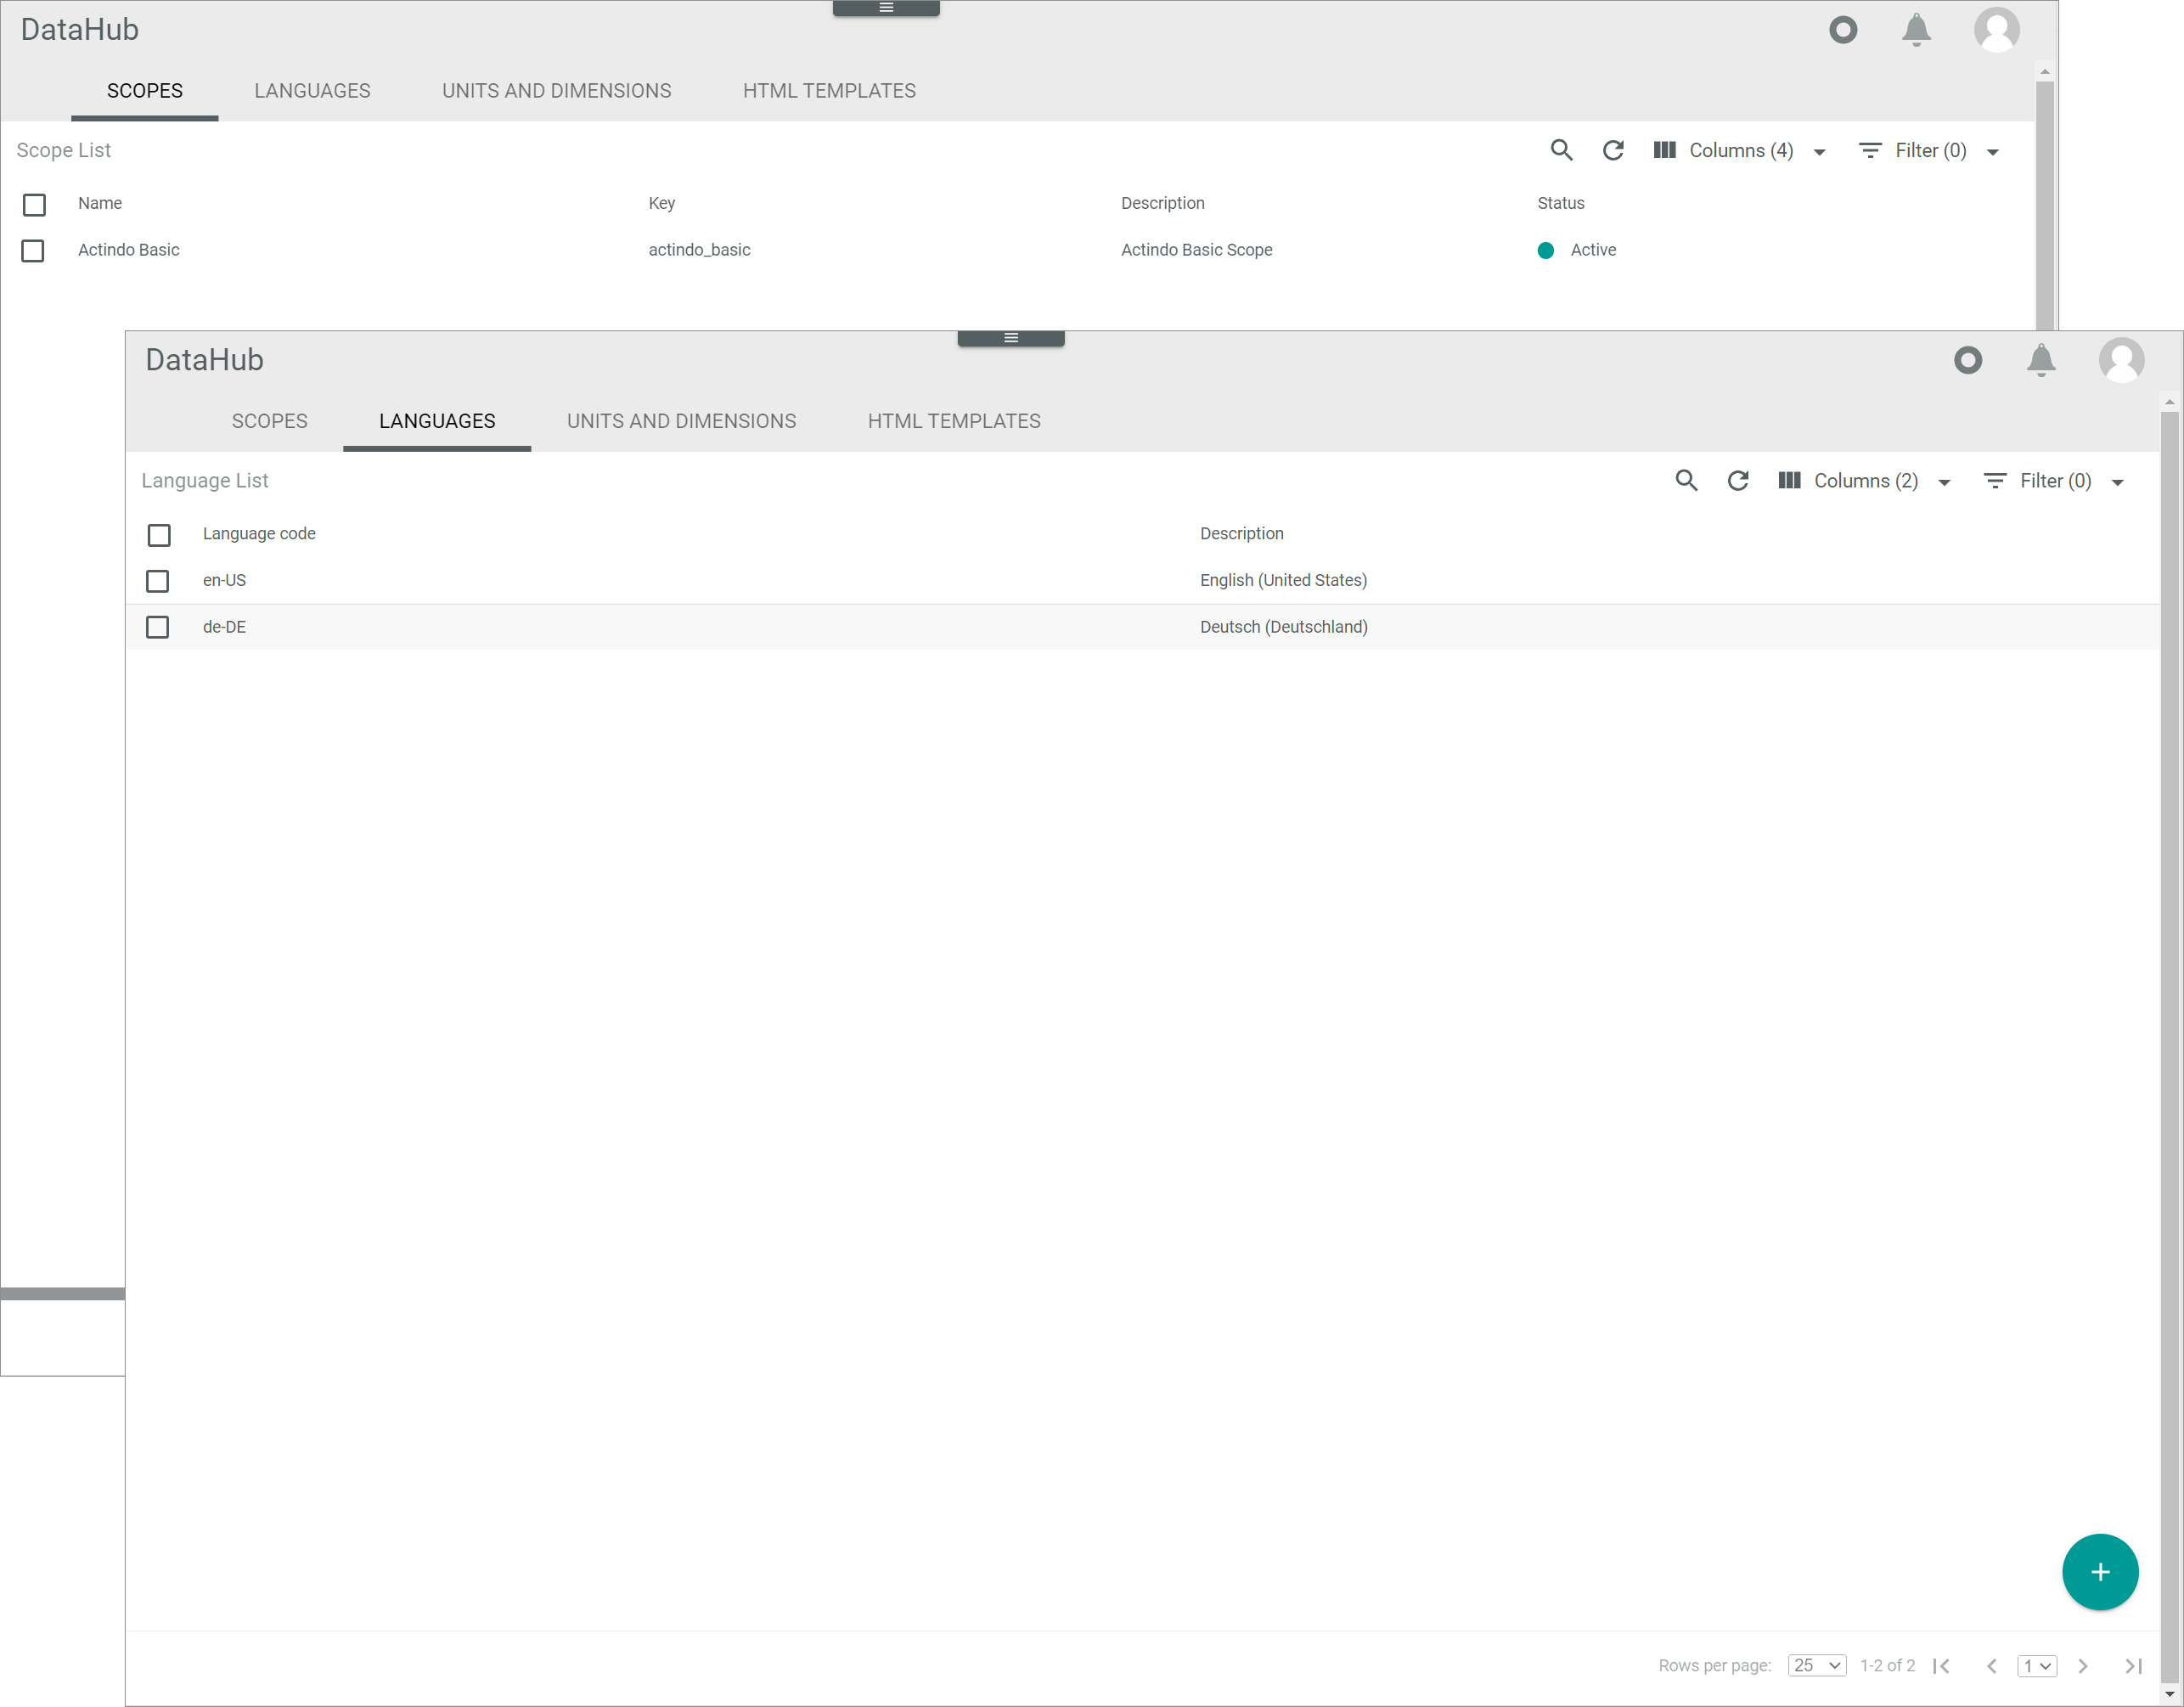 DataHub
SCOPES LANGUAGES UNITS AND DIMENSIONS HTML TEMPLATES
Scope List Columns (4) Filter (0)
Name Key Description Status
Actindo Basic actindo_basic Actindo Basic Scope Active
DataHub
SCOPES LANGUAGES UNITS AND DIMENSIONS HTML TEMPLATES
Language List Columns (2) Filter (0)
Language code Description
en-US English (United States)
de-DE Deutsch (Deutschland)
Rows per page: 25 1-2 of 2 1